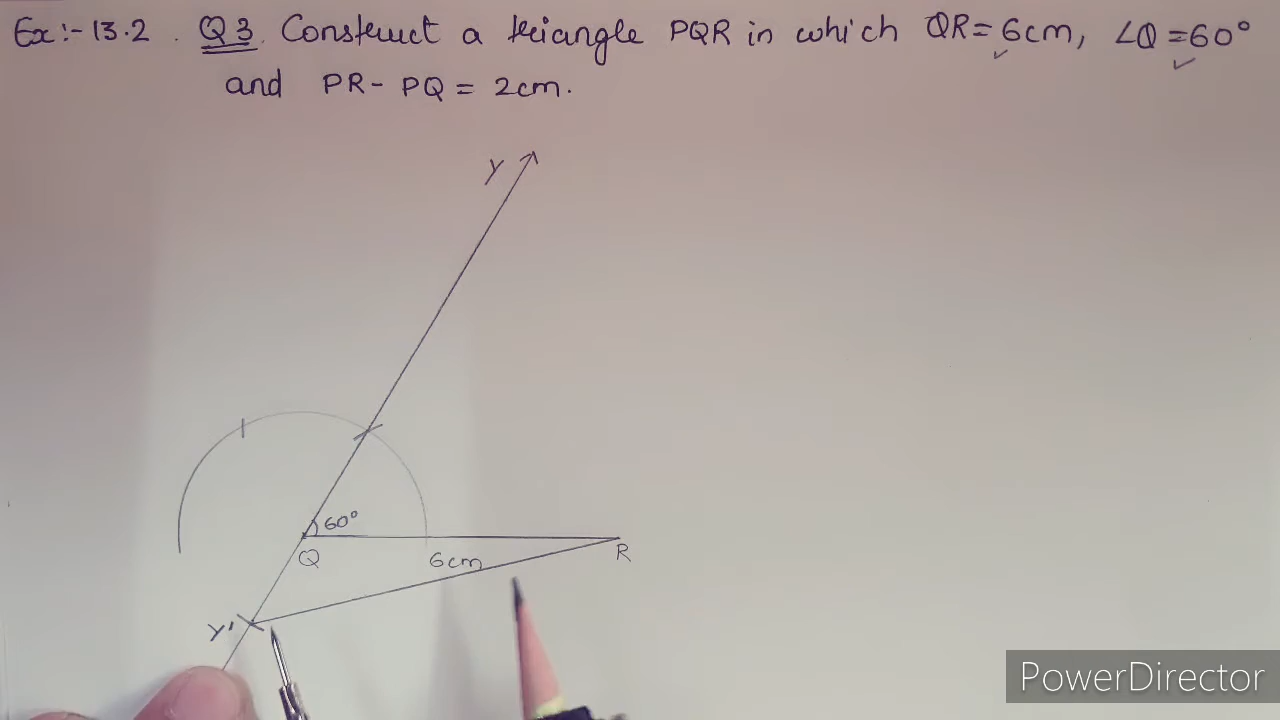 Ex:- 13.2 . Q3. Construct a triangle PQR in which QR = 6cm, ∠Q = 60°
and PR - PQ = 2cm.
Y
60°
Q
6cm
R
Y'
PowerDirector